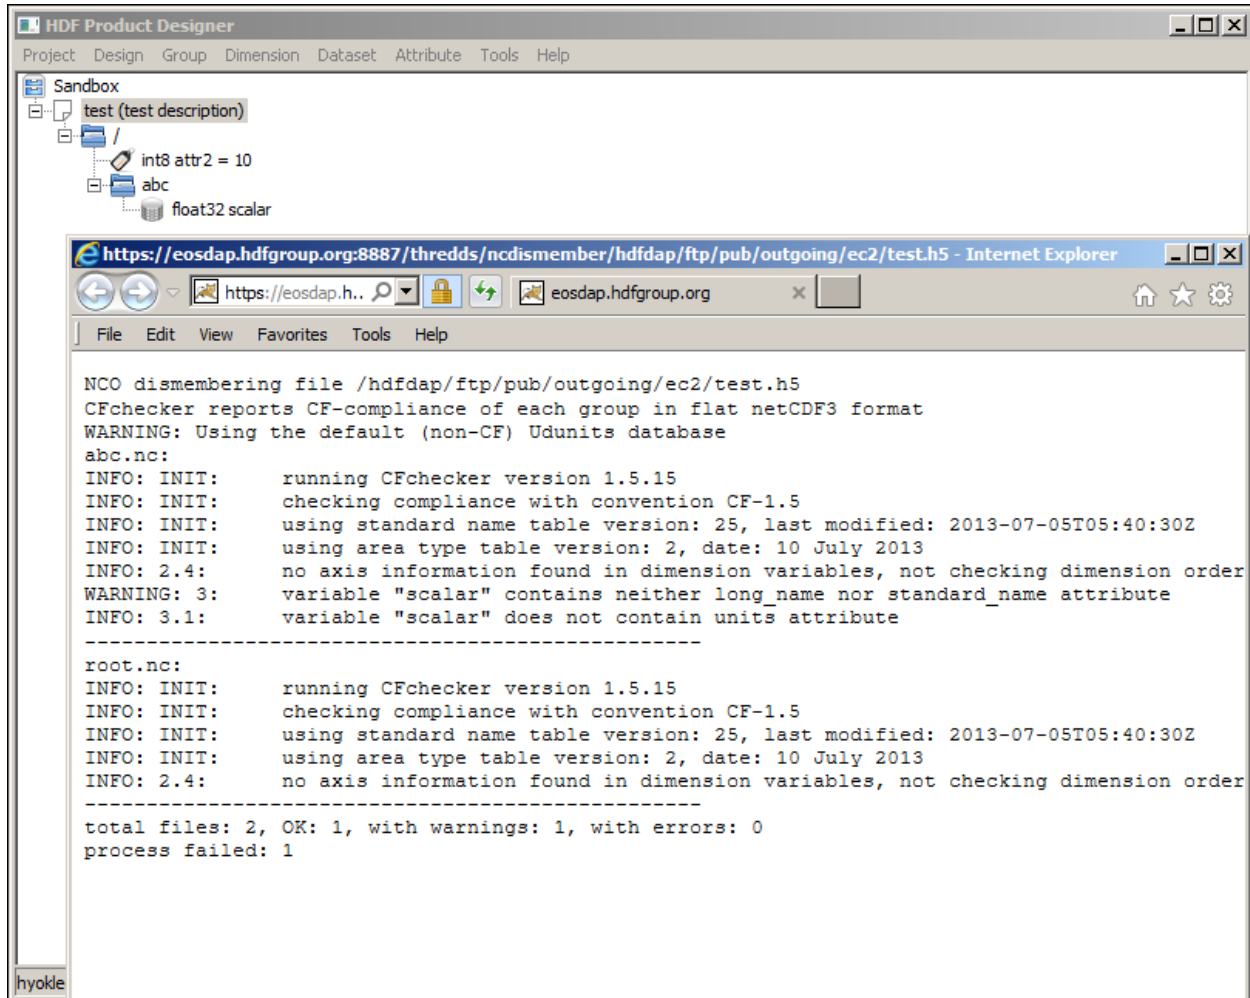 HDF Product Designer
Project Design Group Dimension Dataset Attribute Tools Help
Sandbox
test (test description)
/
int8 attr2 = 10
abc
float32 scalar
https://eosdap.hdfgroup.org:8887/thredds/ncdismember/hdfdap/ftp/pub/outgoing/ec2/test.h5 - Internet Explorer
https://eosdap.h.. eosdap.hdfgroup.org
File Edit View Favorites Tools Help
NCO dismembering file /hdfdap/ftp/pub/outgoing/ec2/test.h5
CFchecker reports CF-compliance of each group in flat netCDF3 format
WARNING: Using the default (non-CF) Udunits database
abc.nc:
INFO: INIT: running CFchecker version 1.5.15
INFO: INIT: checking compliance with convention CF-1.5
INFO: INIT: using standard name table version: 25, last modified: 2013-07-05T05:40:30Z
INFO: INIT: using area type table version: 2, date: 10 July 2013
INFO: 2.4: no axis information found in dimension variables, not checking dimension order
WARNING: 3: variable "scalar" contains neither long_name nor standard_name attribute
INFO: 3.1: variable "scalar" does not contain units attribute
--------------------------------------------------
root.nc:
INFO: INIT: running CFchecker version 1.5.15
INFO: INIT: checking compliance with convention CF-1.5
INFO: INIT: using standard name table version: 25, last modified: 2013-07-05T05:40:30Z
INFO: INIT: using area type table version: 2, date: 10 July 2013
INFO: 2.4: no axis information found in dimension variables, not checking dimension order
--------------------------------------------------
total files: 2, OK: 1, with warnings: 1, with errors: 0
process failed: 1
hyokle